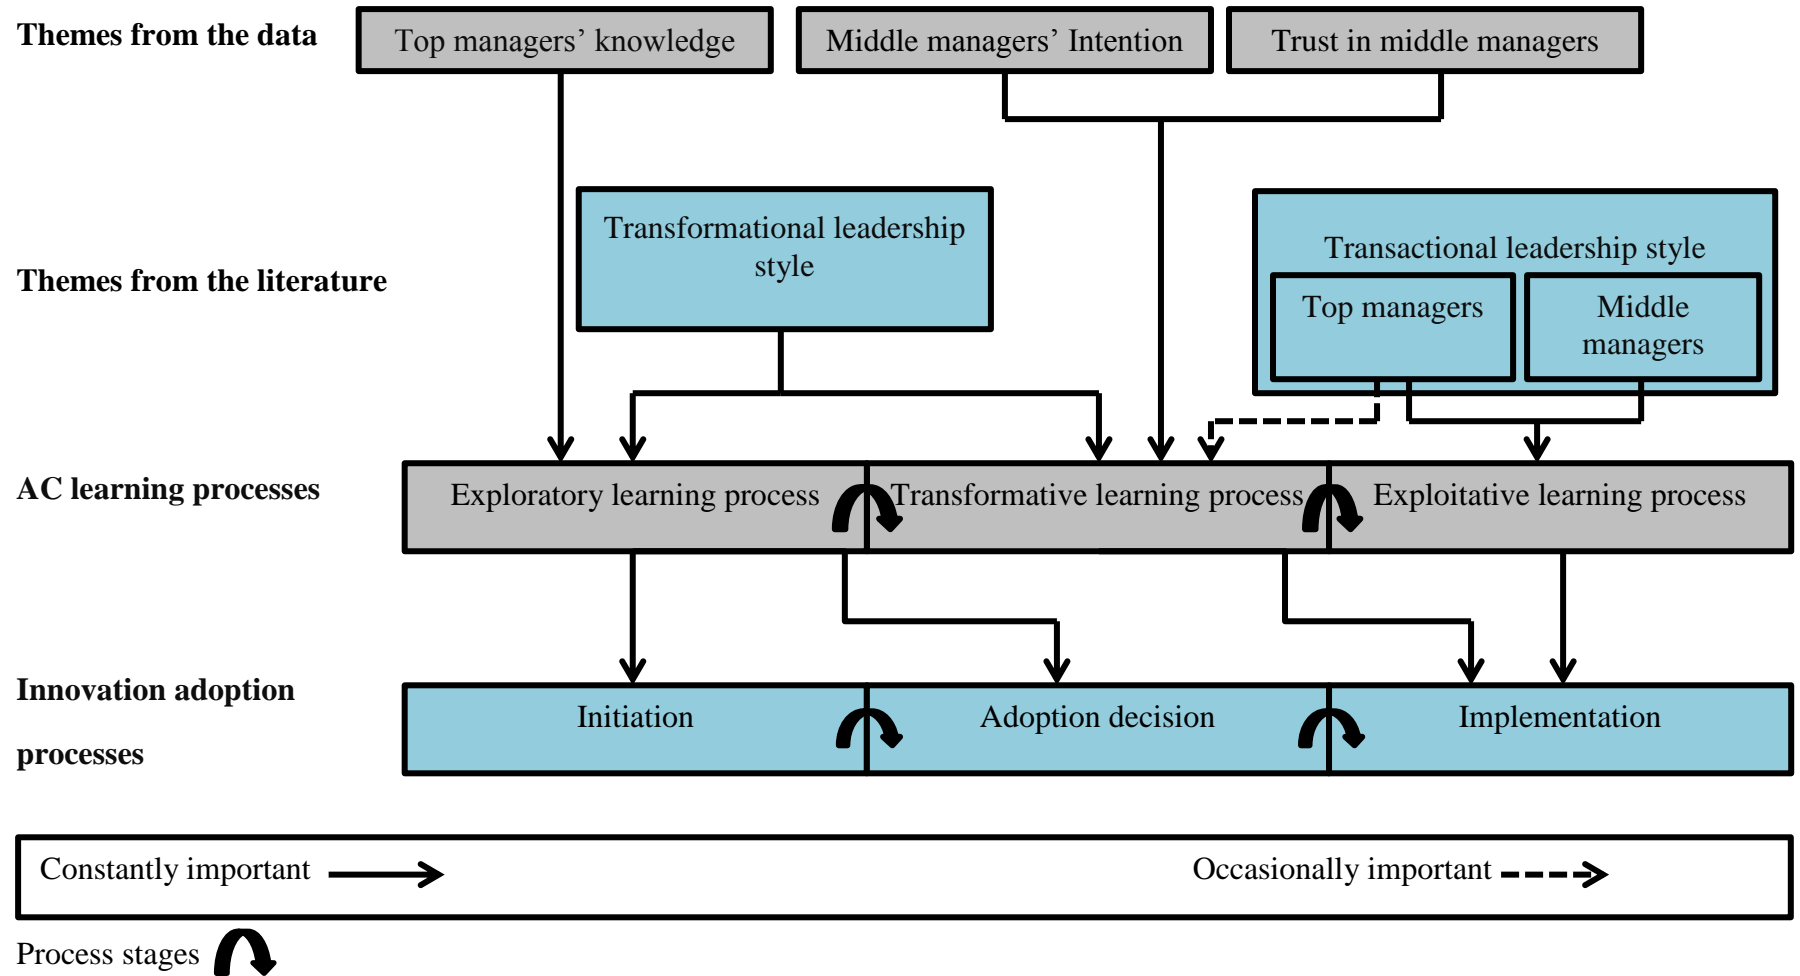 Themes from the data
Top managers’ knowledge
Middle managers’ Intention
Trust in middle managers
Themes from the literature
Transformational leadership
style
Transactional leadership style
Top managers
Middle
managers
AC learning processes
Exploratory learning process
Transformative learning process
Exploitative learning process
Innovation adoption
processes
Initiation
Adoption decision
Implementation
Constantly important
Occasionally important
Process stages